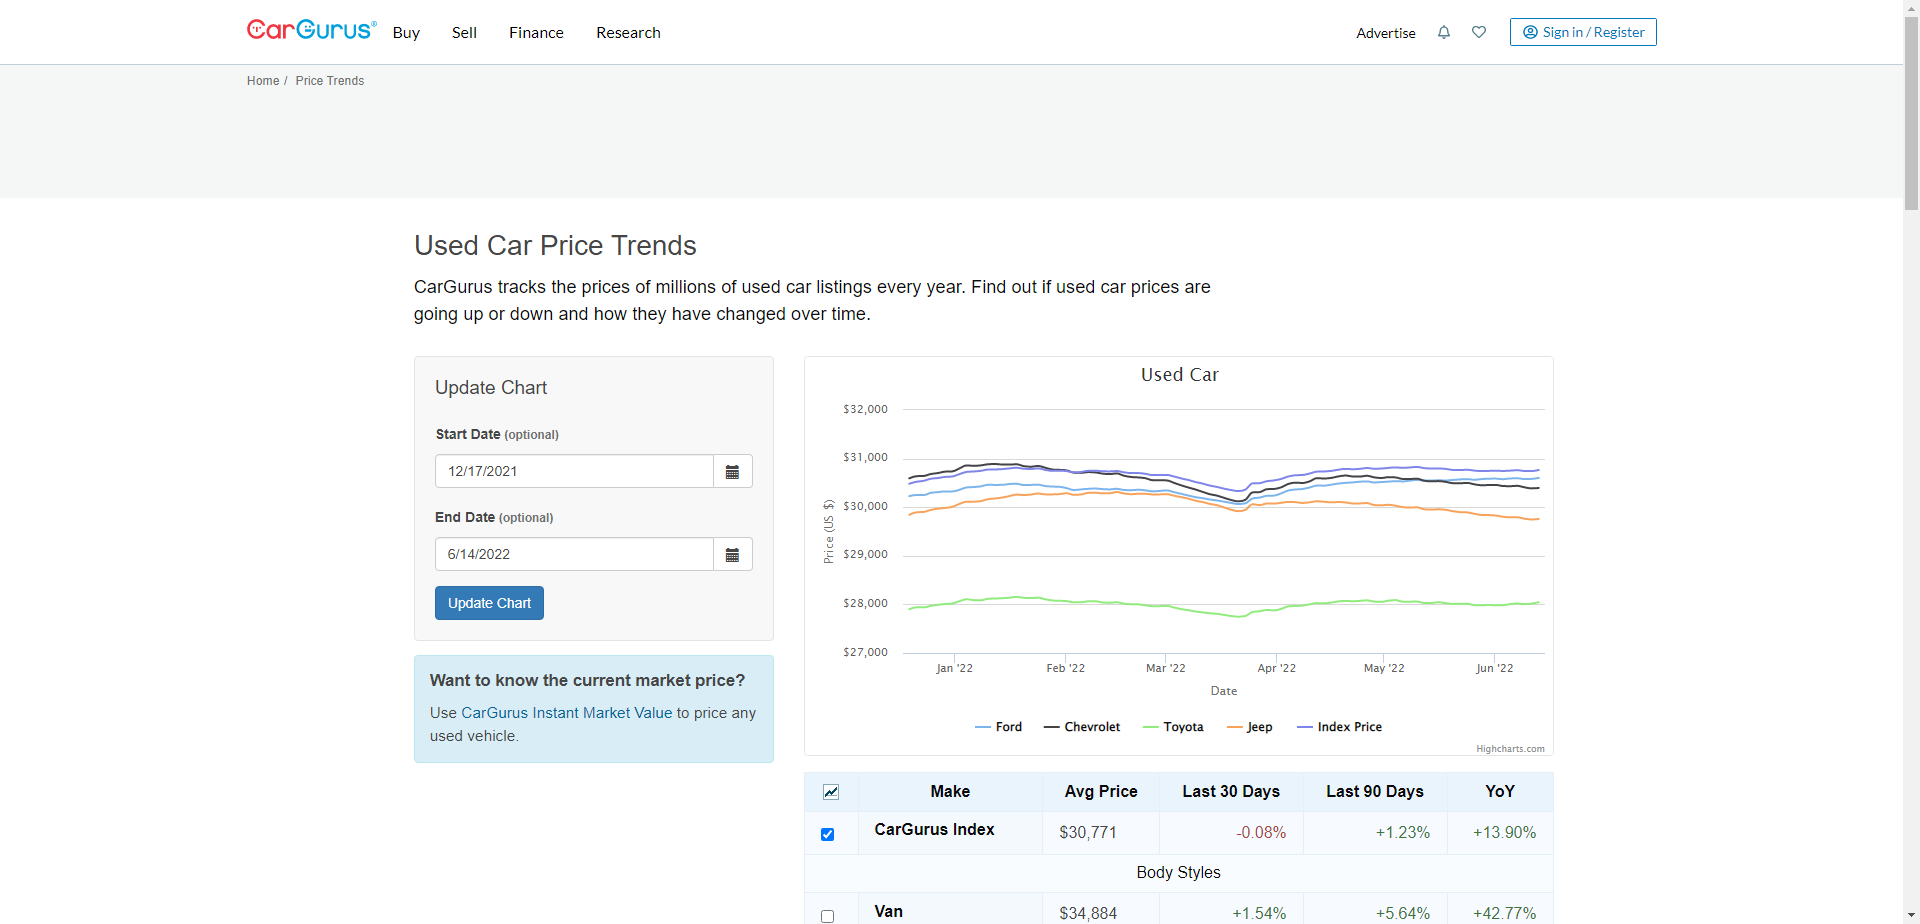 CarGurus®
Buy
Sell
Finance
Research
Advertise
Sign in / Register
Home / Price Trends
Used Car Price Trends
CarGurus tracks the prices of millions of used car listings every year. Find out if used car prices are
going up or down and how they have changed over time.
Update Chart
Start Date (optional)
12/17/2021
End Date (optional)
6/14/2022
Update Chart
Want to know the current market price?
Use CarGurus Instant Market Value to price any
used vehicle.
Used Car
$32,000
$31,000
$30,000
$29,000
$28,000
$27,000
Price (US $)
Jan '22
Feb '22
Mar '22
Apr '22
May '22
Jun '22
Date
Ford
Chevrolet
Toyota
Jeep
Index Price
Highcharts.com
Make Avg Price Last 30 Days Last 90 Days YoY
CarGurus Index $30,771 -0.08% +1.23% +13.90%
Body Styles
Van $34,884 +1.54% +5.64% +42.77%